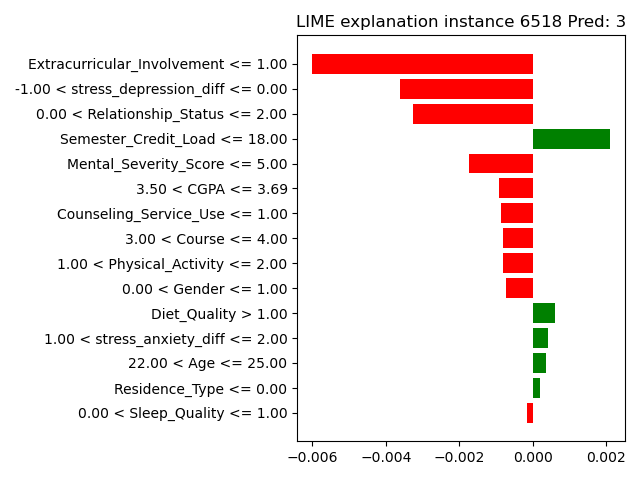 LIME explanation instance 6518 Pred: 3
Extracurricular_Involvement <= 1.00
-1.00 < stress_depression_diff <= 0.00
0.00 < Relationship_Status <= 2.00
Semester_Credit_Load <= 18.00
Mental_Severity_Score <= 5.00
3.50 < CGPA <= 3.69
Counseling_Service_Use <= 1.00
3.00 < Course <= 4.00
1.00 < Physical_Activity <= 2.00
0.00 < Gender <= 1.00
Diet_Quality > 1.00
1.00 < stress_anxiety_diff <= 2.00
22.00 < Age <= 25.00
Residence_Type <= 0.00
0.00 < Sleep_Quality <= 1.00
−0.006 −0.004 −0.002 0.000 0.002